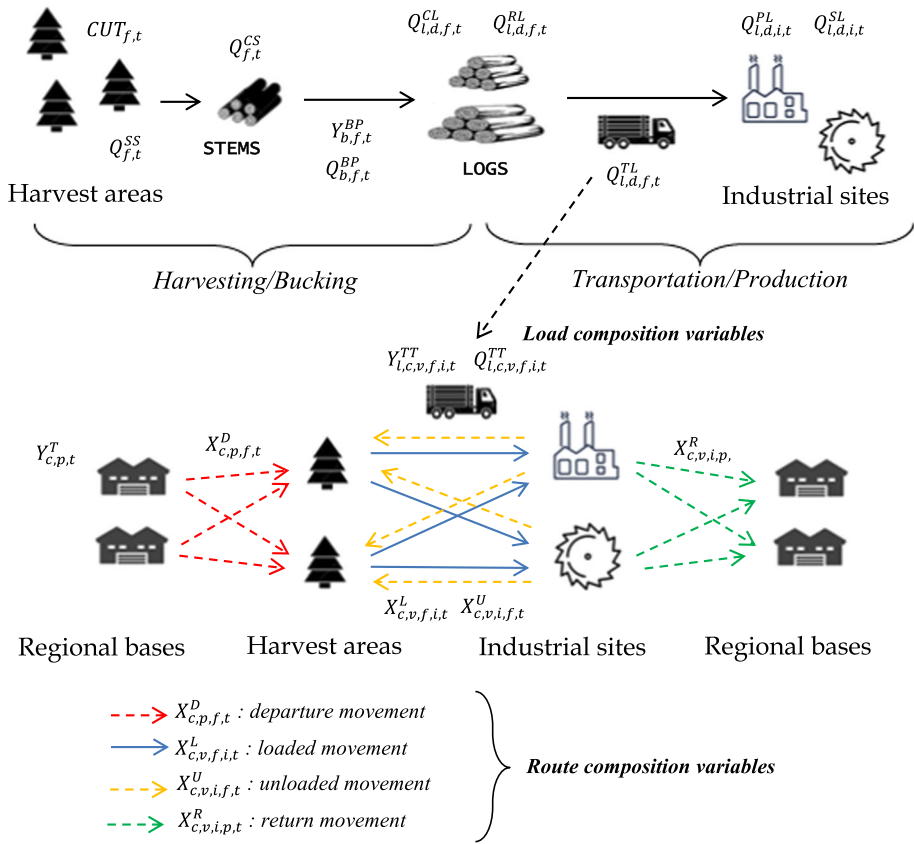 CUT_{f,t}
Q^{CS}_{f,t}
Q^{CL}_{l,d,f,t} Q^{RL}_{l,d,f,t}
Q^{PL}_{l,d,i,t} Q^{SL}_{l,d,i,t}
Q^{SS}_{f,t}
STEMS
Y^{BP}_{b,f,t}
Q^{BP}_{b,f,t}
LOGS
Q^{TL}_{l,d,f,t}
Harvest areas
Industrial sites
Harvesting/Bucking
Transportation/Production
Load composition variables
Y^{TT}_{l,c,v,f,i,t} Q^{TT}_{l,c,v,f,i,t}
Y^{T}_{c,p,t}
X^{D}_{c,p,f,t}
X^{R}_{c,v,i,p,}
X^{L}_{c,v,f,i,t} X^{U}_{c,v,i,f,t}
Regional bases
Harvest areas
Industrial sites
Regional bases
X^{D}_{c,p,f,t} : departure movement
X^{L}_{c,v,f,i,t} : loaded movement
X^{U}_{c,v,i,f,t} : unloaded movement
X^{R}_{c,v,i,p,t} : return movement
Route composition variables